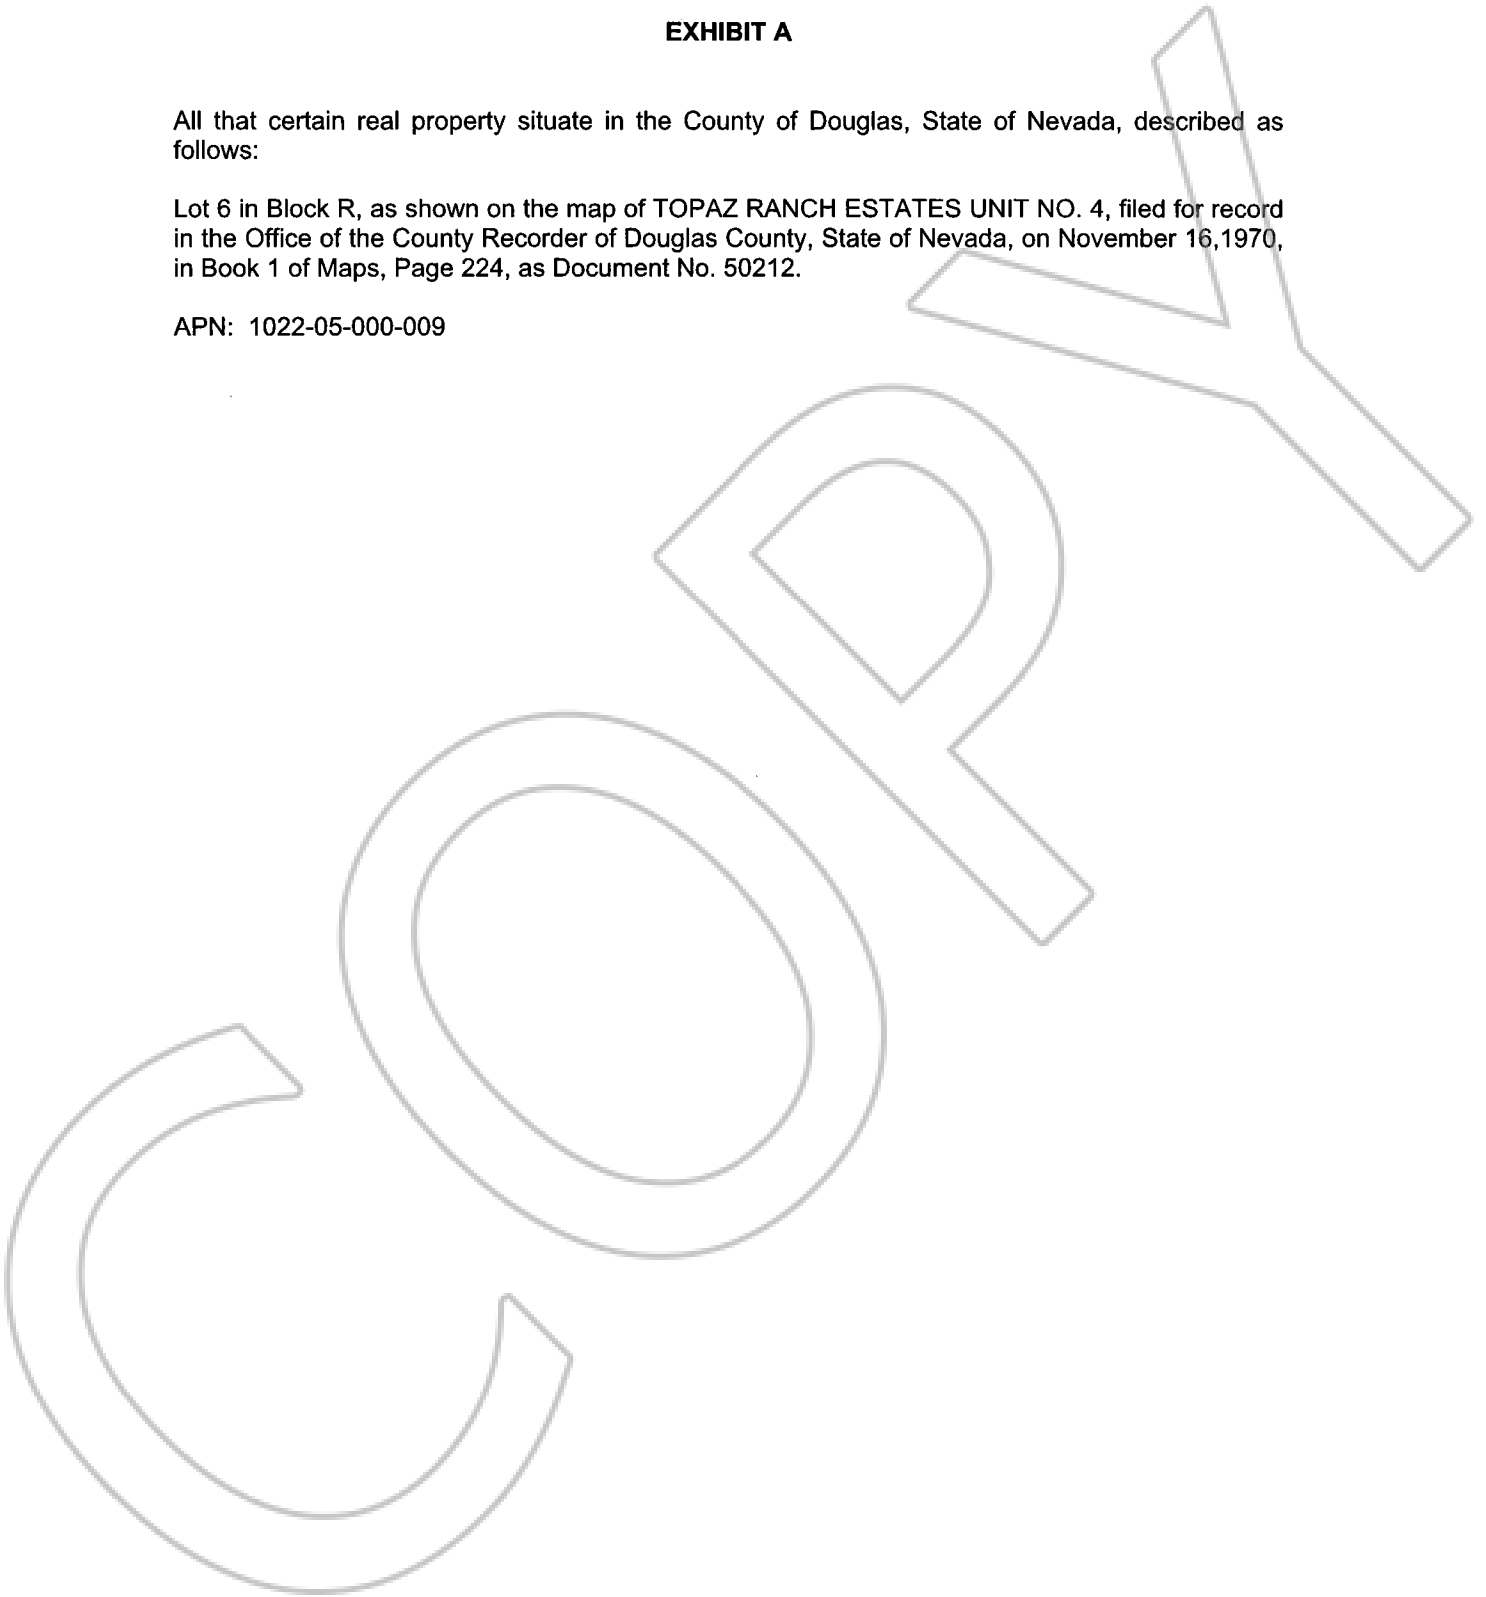 EXHIBIT A
All that certain real property situate in the County of Douglas, State of Nevada, described as
follows:
Lot 6 in Block R, as shown on the map of TOPAZ RANCH ESTATES UNIT NO. 4, filed for record
in the Office of the County Recorder of Douglas County, State of Nevada, on November 16,1970,
in Book 1 of Maps, Page 224, as Document No. 50212.
APN: 1022-05-000-009
COPY